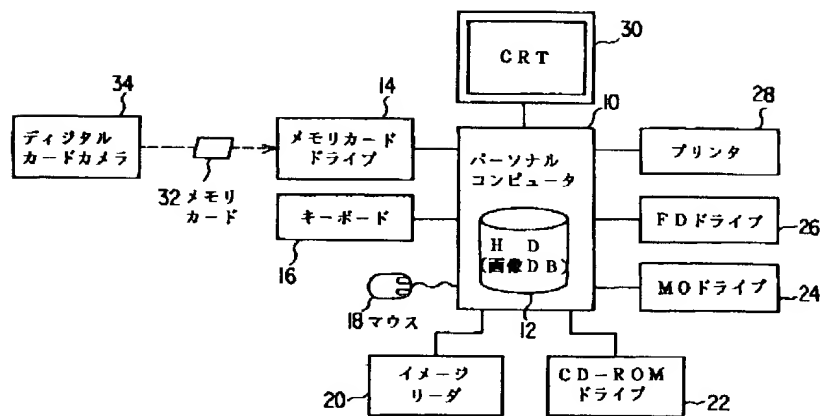 30
CRT
34
14
10
28
ディジタル
カードカメラ
メモリカード
ドライブ
パーソナル
コンピュータ
プリンタ
32 メモリ
カード
キーボード
16
H D
(画像DB)
12
FDドライブ
26
18 マウス
MOドライブ
24
イメージ
リーダ
20
CD-ROM
ドライブ
22